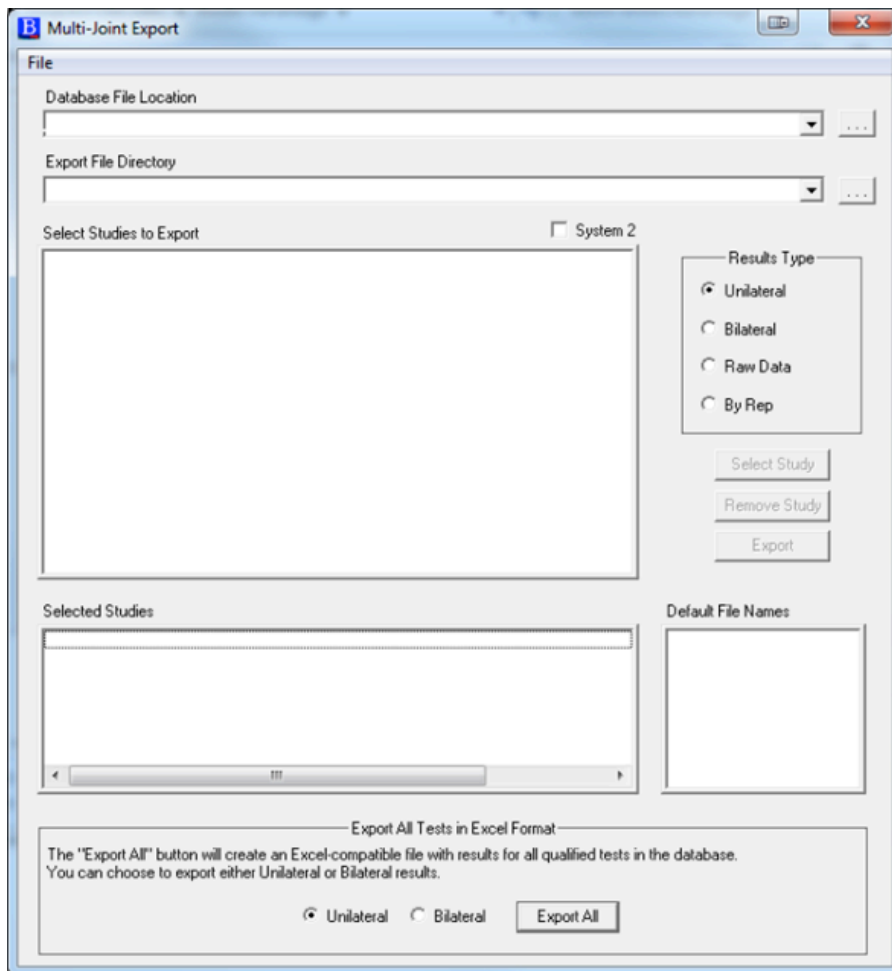 B Multi-Joint Export
File
Database File Location
...
Export File Directory
...
Select Studies to Export
System 2
Results Type
Unilateral
Bilateral
Raw Data
By Rep
Select Study
Remove Study
Export
Selected Studies
Default File Names
Export All Tests in Excel Format
The "Export All" button will create an Excel-compatible file with results for all qualified tests in the database.
You can choose to export either Unilateral or Bilateral results.
Unilateral Bilateral Export All